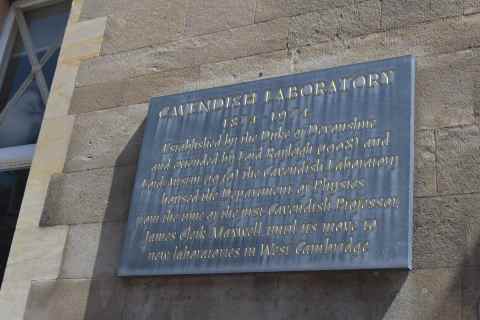 CAVENDISH LABORATORY
1874 - 1974
Established by the Duke of Devonshire
and extended by Lord Rayleigh (1908) and
Lord Austin (1940) the Cavendish Laboratory
housed the Department of Physics
from the time of the first Cavendish Professor,
James Clerk Maxwell until its move to
new laboratories in West Cambridge